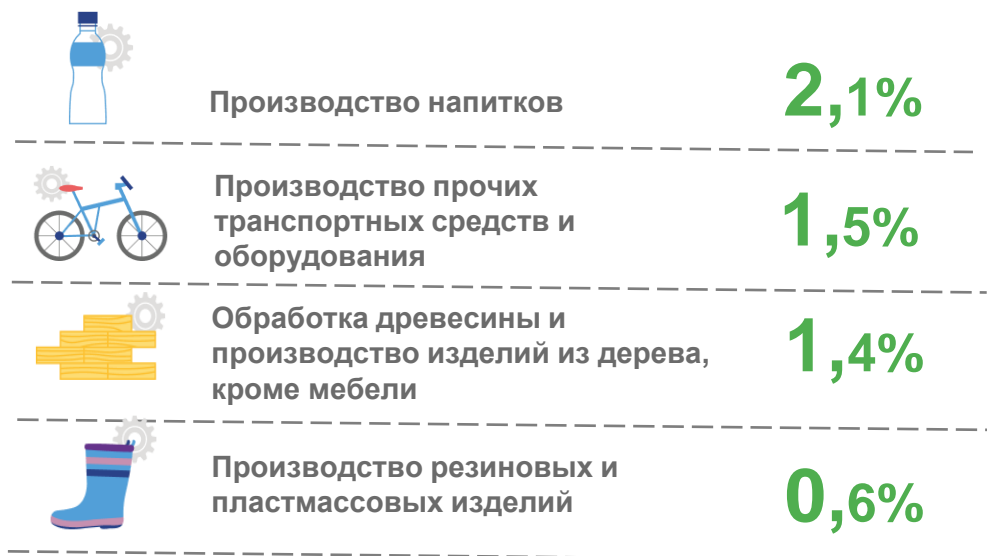 Производство напитков
2,1%
Производство прочих
транспортных средств и
оборудования
1,5%
Обработка древесины и
производство изделий из дерева,
кроме мебели
1,4%
Производство резиновых и
пластмассовых изделий
0,6%